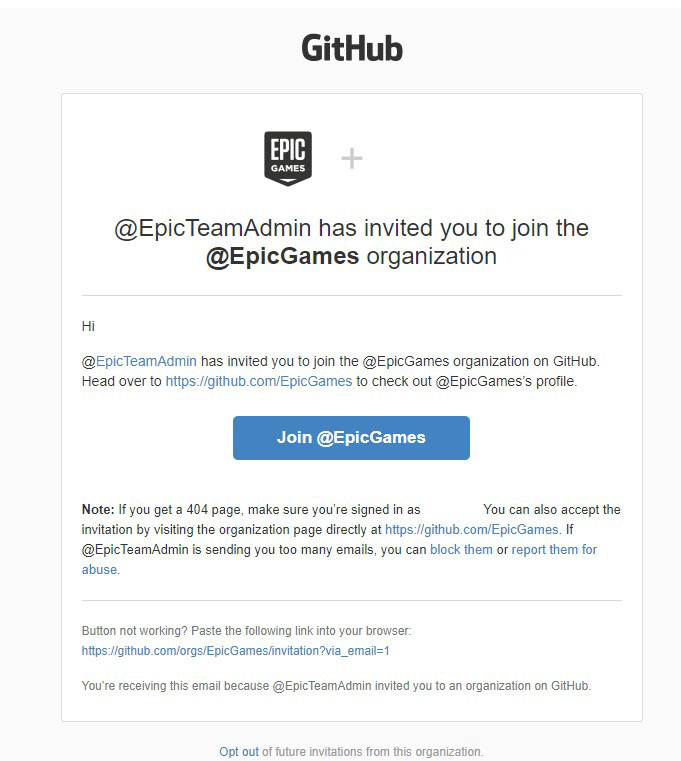 GitHub
EPIC
GAMES
+
@EpicTeamAdmin has invited you to join the
@EpicGames organization
Hi
@EpicTeamAdmin has invited you to join the @EpicGames organization on GitHub.
Head over to https://github.com/EpicGames to check out @EpicGames's profile.
Join @EpicGames
Note: If you get a 404 page, make sure you're signed in as You can also accept the
invitation by visiting the organization page directly at https://github.com/EpicGames. If
@EpicTeamAdmin is sending you too many emails, you can block them or report them for
abuse.
Button not working? Paste the following link into your browser:
https://github.com/orgs/EpicGames/invitation?via_email=1
You're receiving this email because @EpicTeamAdmin invited you to an organization on GitHub.
Opt out of future invitations from this organization.